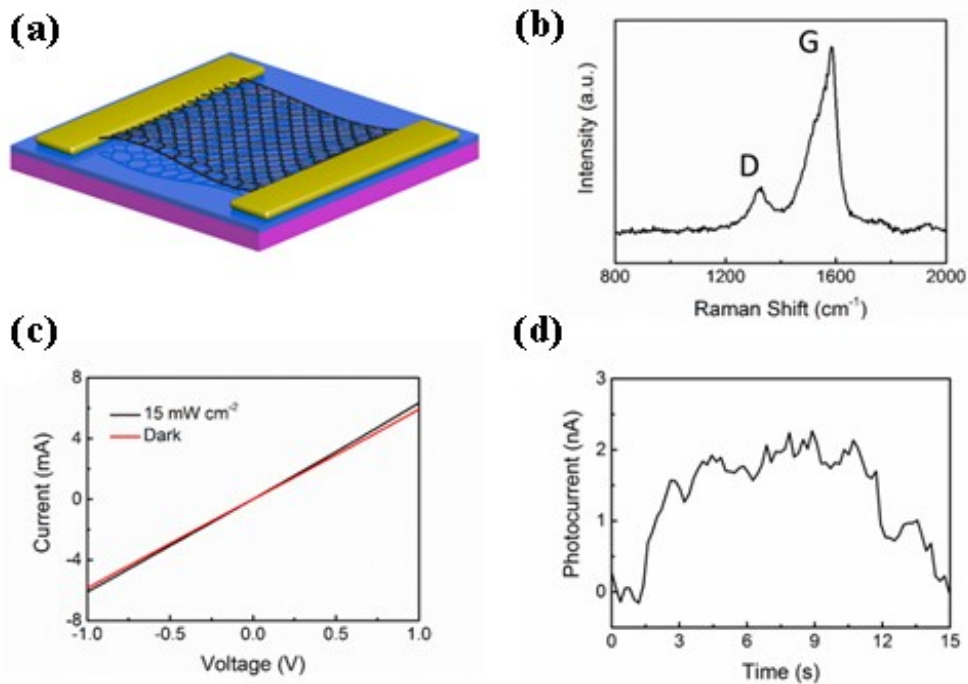 (a)
(b)
G
D
Intensity (a.u.)
800 1200 1600 2000
Raman Shift (cm⁻¹)
(c)
8
4
0
-4
-8
Current (mA)
15 mW cm⁻²
Dark
-1.0 -0.5 0.0 0.5 1.0
Voltage (V)
(d)
3
2
1
0
Photocurrent (nA)
0 3 6 9 12 15
Time (s)